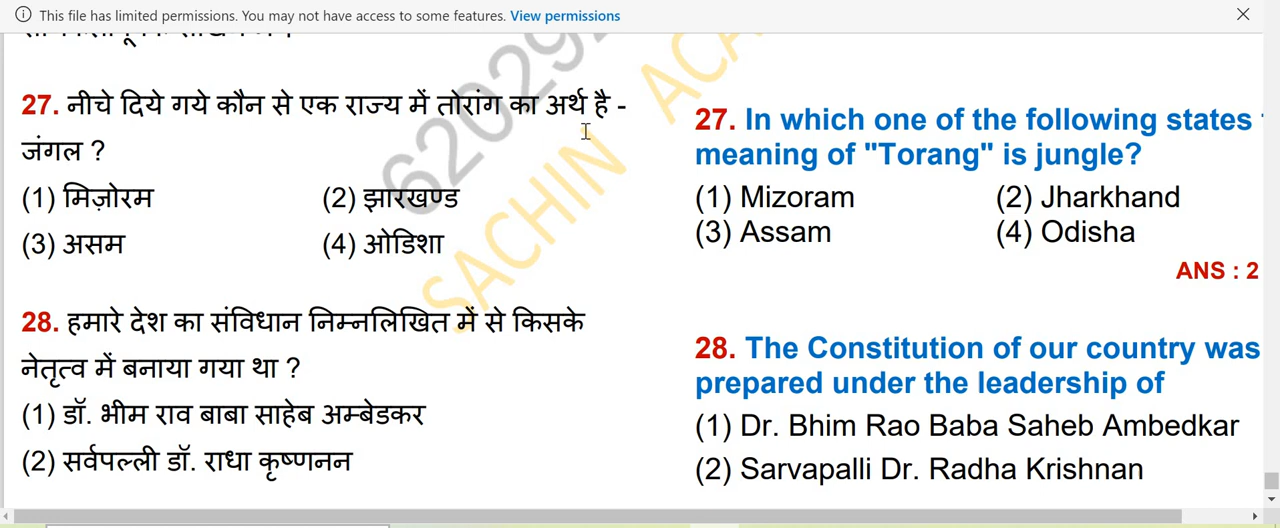 This file has limited permissions. You may not have access to some features. View permissions
27. नीचे दिये गये कौन से एक राज्य में तोरांग का अर्थ है -
जंगल ?
(1) मिज़ोरम (2) झारखण्ड
(3) असम (4) ओडिशा
28. हमारे देश का संविधान निम्नलिखित में से किसके
नेतृत्व में बनाया गया था ?
(1) डॉ. भीम राव बाबा साहेब अम्बेडकर
(2) सर्वपल्ली डॉ. राधा कृष्णनन
27. In which one of the following states
meaning of "Torang" is jungle?
(1) Mizoram (2) Jharkhand
(3) Assam (4) Odisha
ANS : 2
28. The Constitution of our country was
prepared under the leadership of
(1) Dr. Bhim Rao Baba Saheb Ambedkar
(2) Sarvapalli Dr. Radha Krishnan
62029
SACHIN ACA